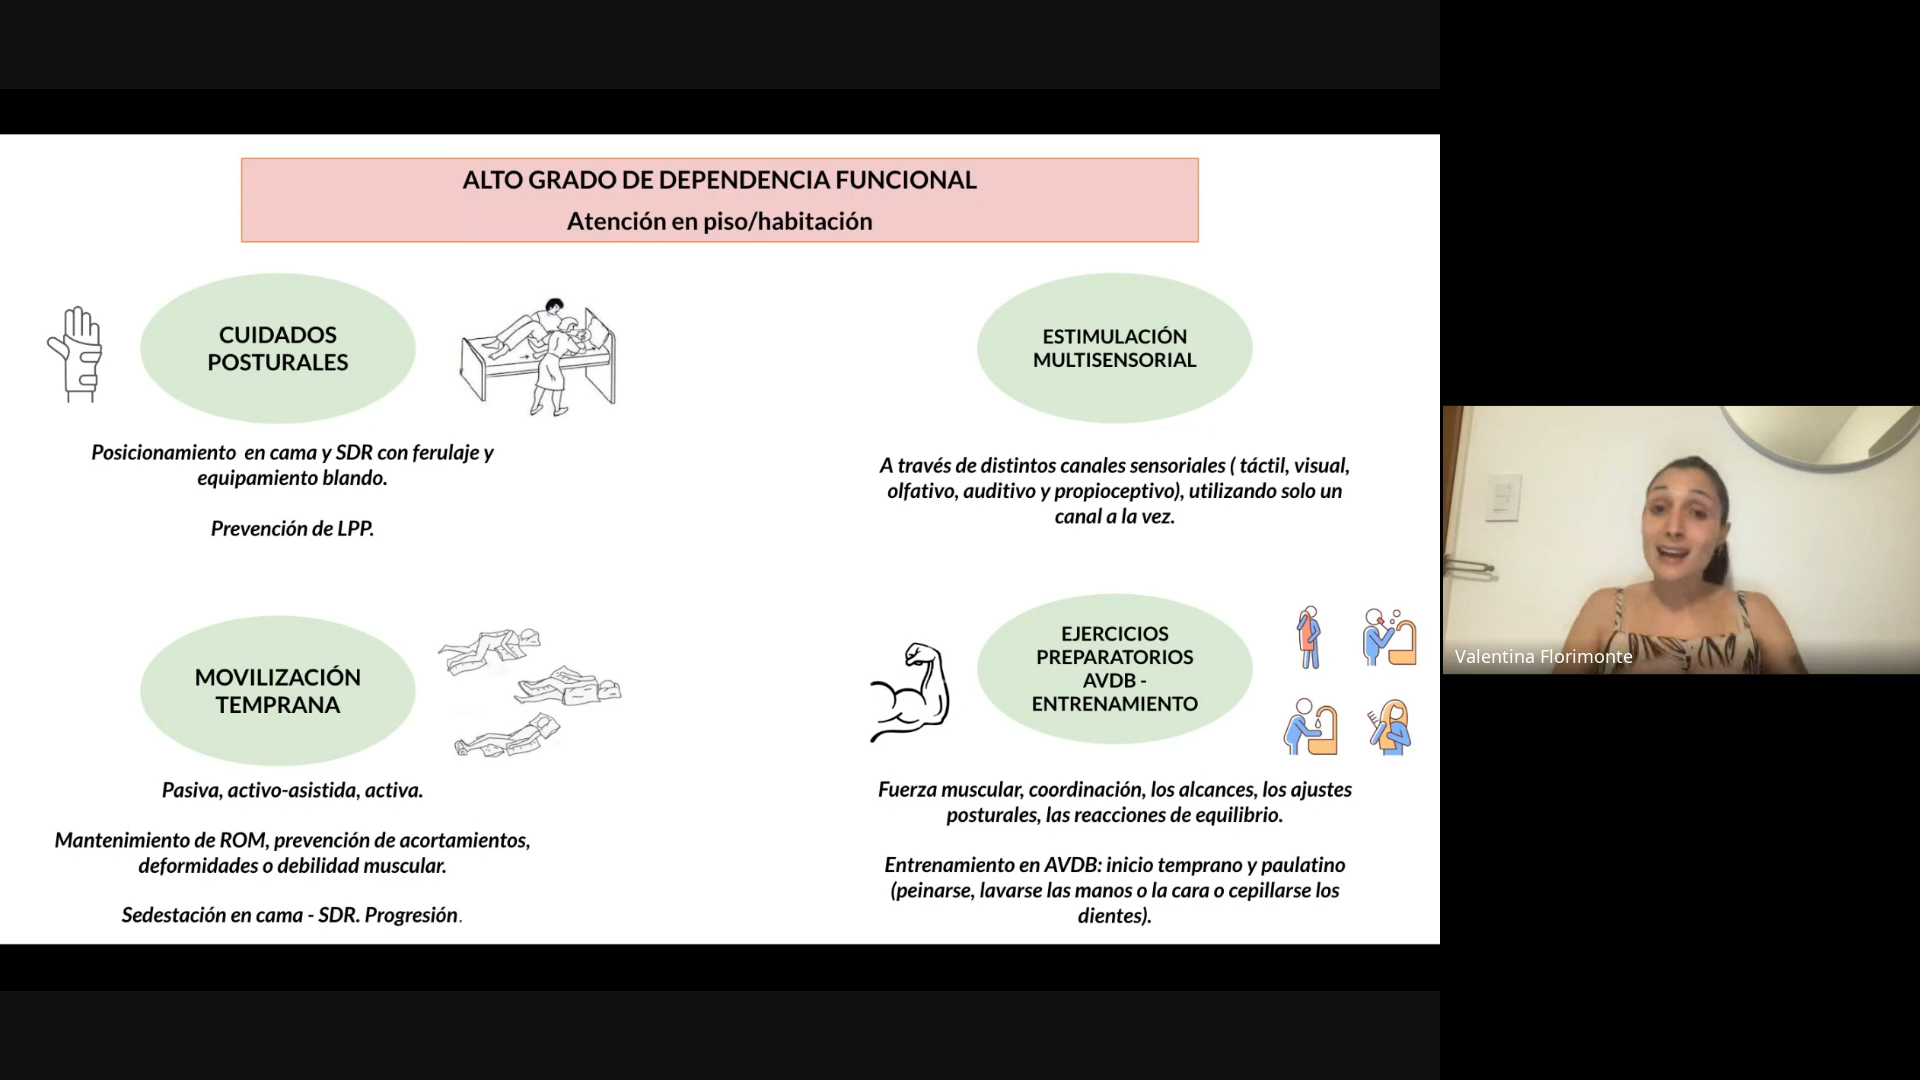 ALTO GRADO DE DEPENDENCIA FUNCIONAL
Atención en piso/habitación
CUIDADOS
POSTURALES
Posicionamiento en cama y SDR con ferulaje y
equipamiento blando.
Prevención de LPP.
ESTIMULACIÓN
MULTISENSORIAL
A través de distintos canales sensoriales ( táctil, visual,
olfativo, auditivo y propioceptivo), utilizando solo un
canal a la vez.
MOVILIZACIÓN
TEMPRANA
Pasiva, activo-asistida, activa.
Mantenimiento de ROM, prevención de acortamientos,
deformidades o debilidad muscular.
Sedestación en cama - SDR. Progresión.
EJERCICIOS
PREPARATORIOS
AVDB -
ENTRENAMIENTO
Fuerza muscular, coordinación, los alcances, los ajustes
posturales, las reacciones de equilibrio.
Entrenamiento en AVDB: inicio temprano y paulatino
(peinarse, lavarse las manos o la cara o cepillarse los
dientes).
Valentina Florimonte